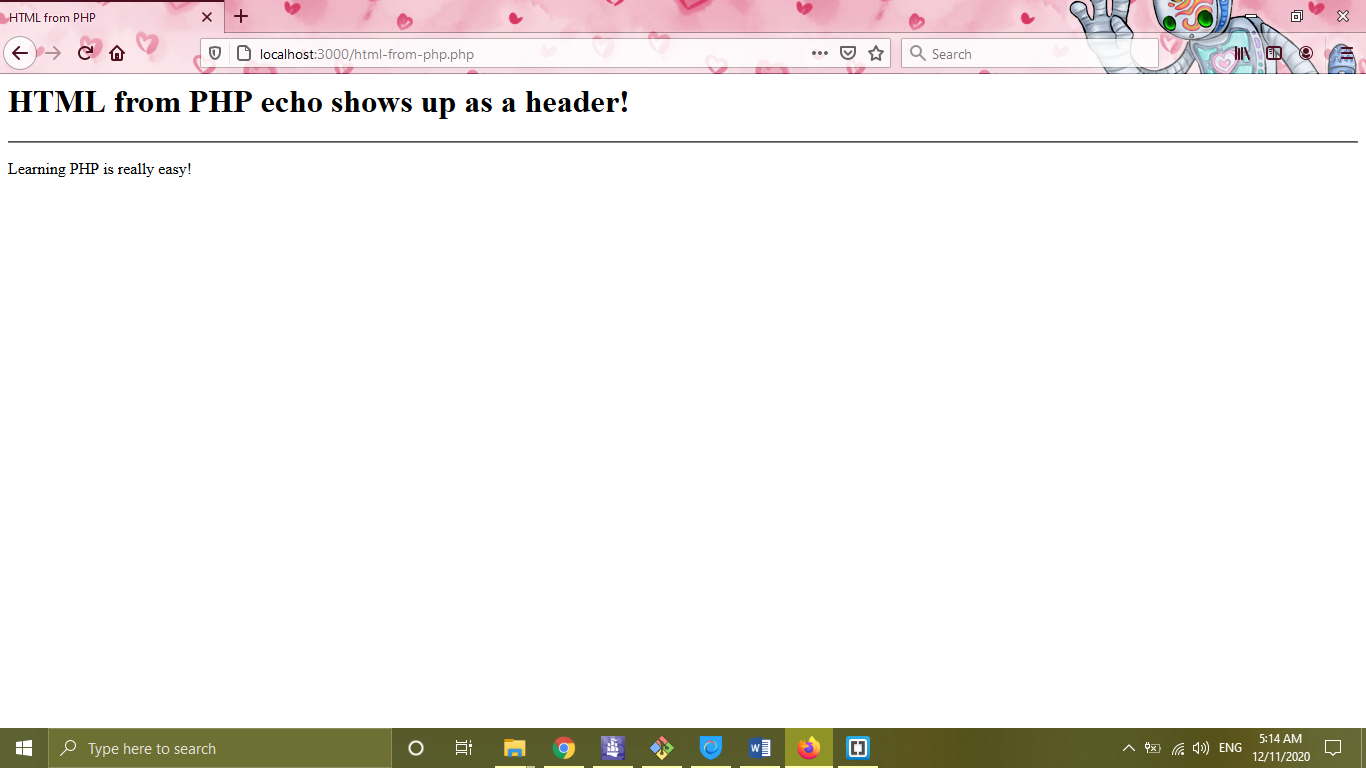 HTML from PHP
localhost:3000/html-from-php.php
Search
HTML from PHP echo shows up as a header!
Learning PHP is really easy!
Type here to search
ENG
5:14 AM
12/11/2020